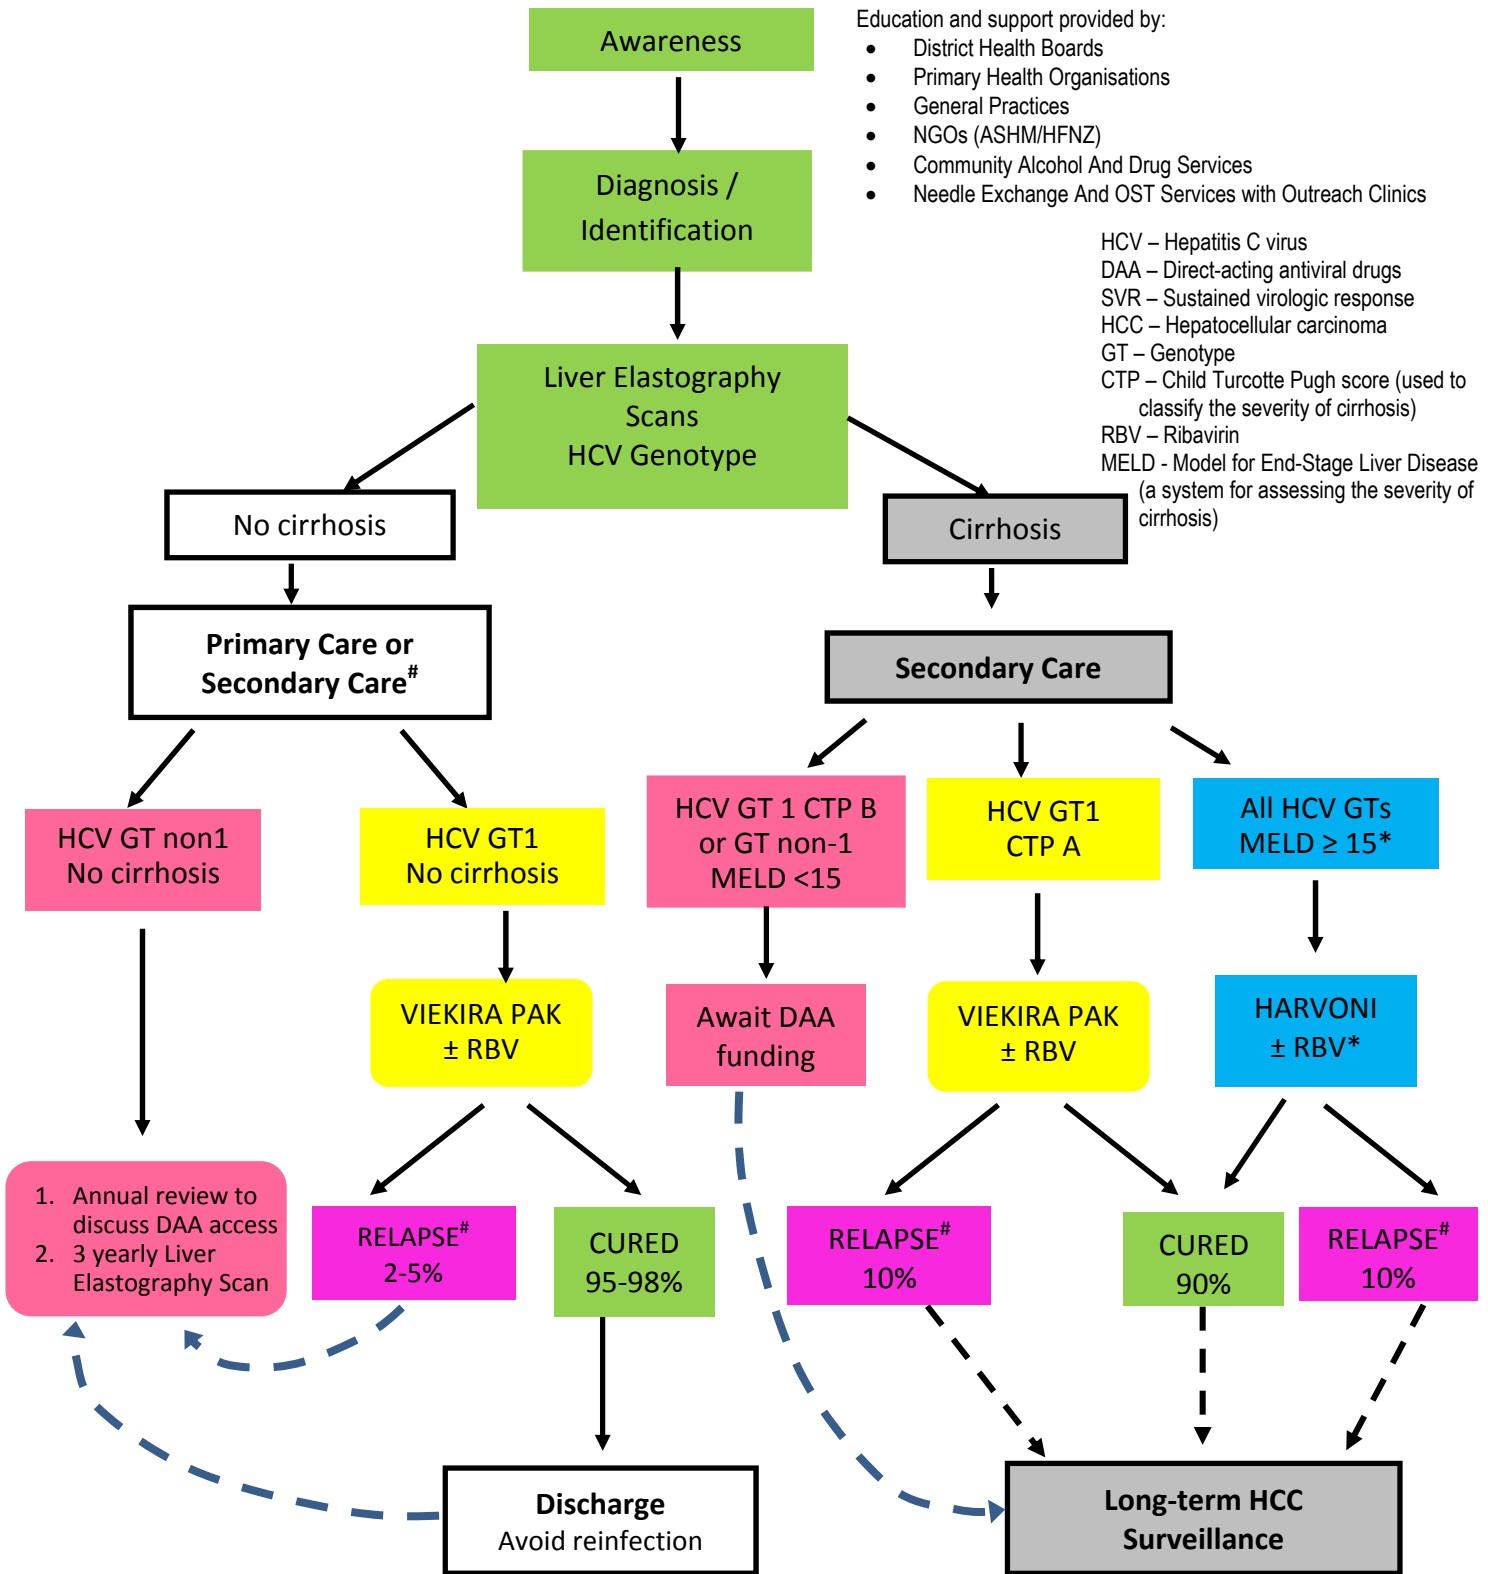 Awareness
Education and support provided by:
• District Health Boards
• Primary Health Organisations
• General Practices
• NGOs (ASHM/HFNZ)
• Community Alcohol And Drug Services
• Needle Exchange And OST Services with Outreach Clinics
Diagnosis /
Identification
HCV – Hepatitis C virus
DAA – Direct-acting antiviral drugs
SVR – Sustained virologic response
HCC – Hepatocellular carcinoma
GT – Genotype
CTP – Child Turcotte Pugh score (used to
classify the severity of cirrhosis)
RBV – Ribavirin
MELD - Model for End-Stage Liver Disease
(a system for assessing the severity of
cirrhosis)
Liver Elastography
Scans
HCV Genotype
No cirrhosis
Cirrhosis
Primary Care or
Secondary Care#
Secondary Care
HCV GT non1
No cirrhosis
HCV GT1
No cirrhosis
HCV GT 1 CTP B
or GT non-1
MELD <15
HCV GT1
CTP A
All HCV GTs
MELD ≥ 15*
VIEKIRA PAK
± RBV
Await DAA
funding
VIEKIRA PAK
± RBV
HARVONI
± RBV*
1. Annual review to
discuss DAA access
2. 3 yearly Liver
Elastography Scan
RELAPSE#
2-5%
CURED
95-98%
RELAPSE#
10%
CURED
90%
RELAPSE#
10%
Discharge
Avoid reinfection
Long-term HCC
Surveillance